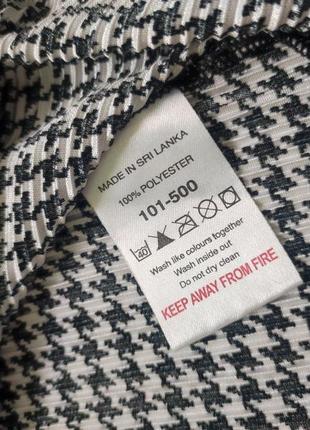 MADE IN SRI LANKA
100% POLYESTER
101-500
40
Wash like colours together
Wash inside out
Do not dry clean
KEEP AWAY FROM FIRE